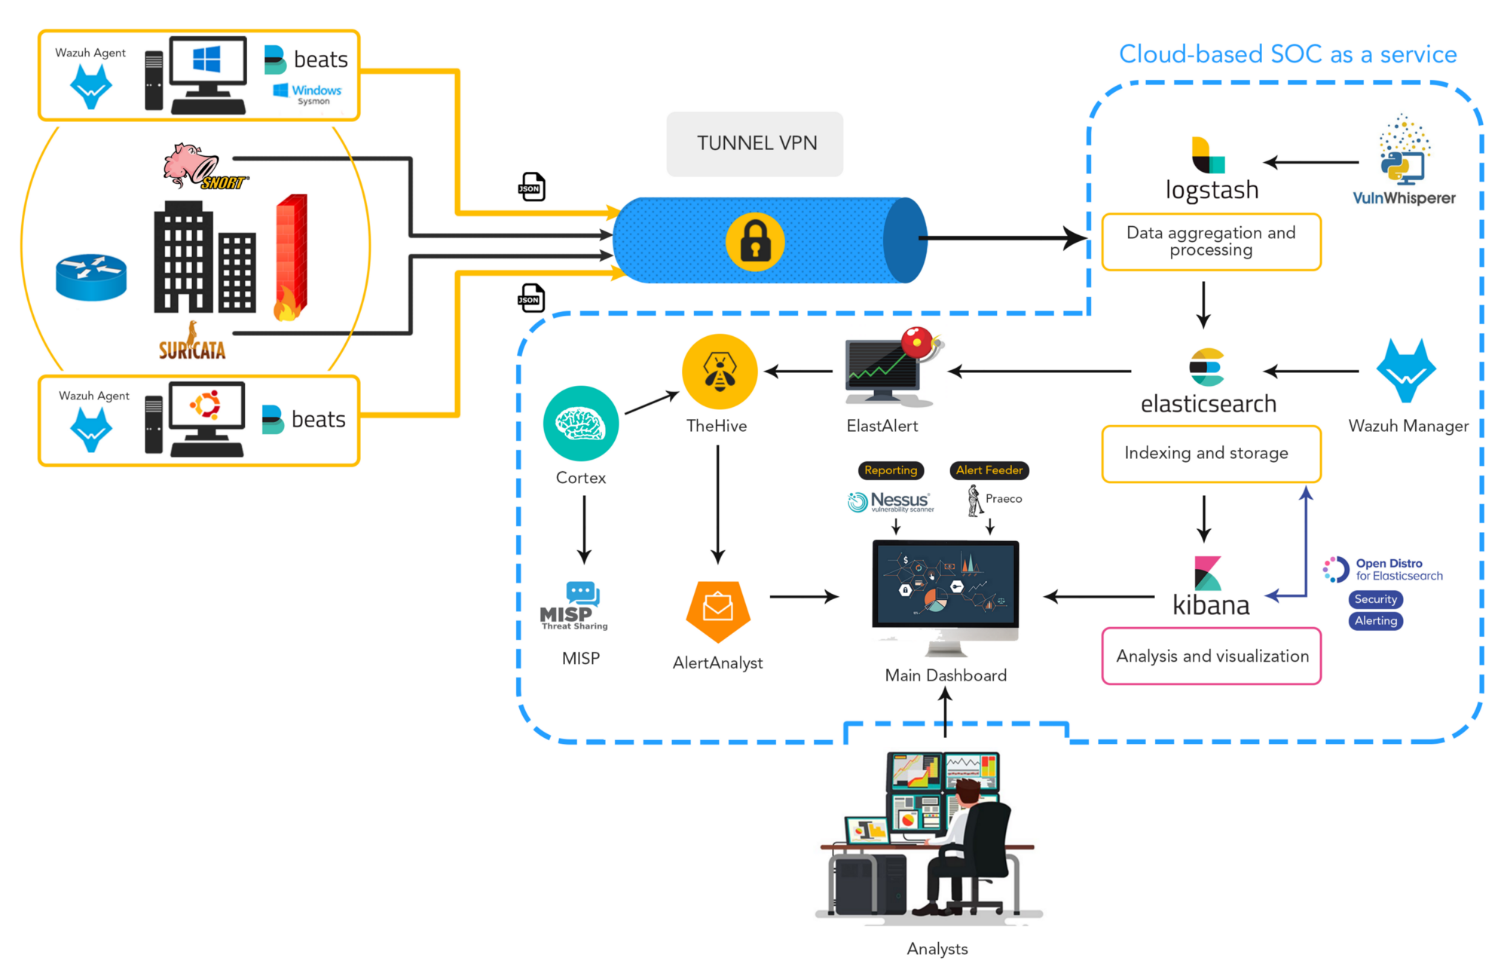 Cloud-based SOC as a service
Wazuh Agent
beats
Windows
Sysmon
SNORT
JSON
TUNNEL VPN
logstash
VulnWhisperer
Data aggregation and
processing
JSON
SURICATA
Wazuh Agent
beats
TheHive
ElastAlert
elasticsearch
Wazuh Manager
Indexing and storage
Cortex
Reporting
Alert Feeder
Nessus
vulnerability scanner
Praeco
Open Distro
for Elasticsearch
Security
Alerting
kibana
MISP
Threat Sharing
MISP
AlertAnalyst
Main Dashboard
Analysis and visualization
Analysts